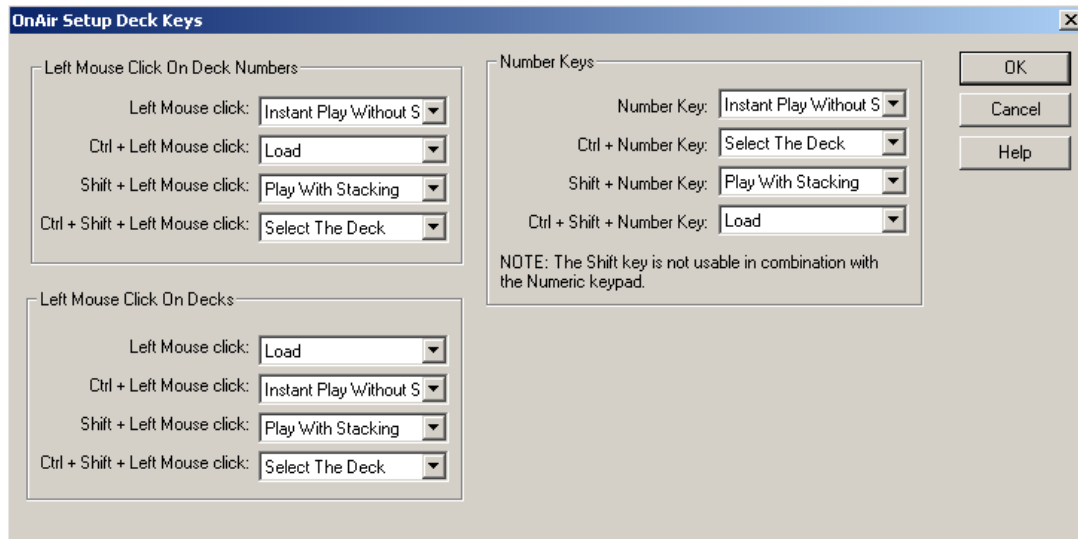 OnAir Setup Deck Keys
Left Mouse Click On Deck Numbers
Left Mouse click: Instant Play Without S
Ctrl + Left Mouse click: Load
Shift + Left Mouse click: Play With Stacking
Ctrl + Shift + Left Mouse click: Select The Deck
Left Mouse Click On Decks
Left Mouse click: Load
Ctrl + Left Mouse click: Instant Play Without S
Shift + Left Mouse click: Play With Stacking
Ctrl + Shift + Left Mouse click: Select The Deck
Number Keys
Number Key: Instant Play Without S
Ctrl + Number Key: Select The Deck
Shift + Number Key: Play With Stacking
Ctrl + Shift + Number Key: Load
NOTE: The Shift key is not usable in combination with
the Numeric keypad.
OK
Cancel
Help